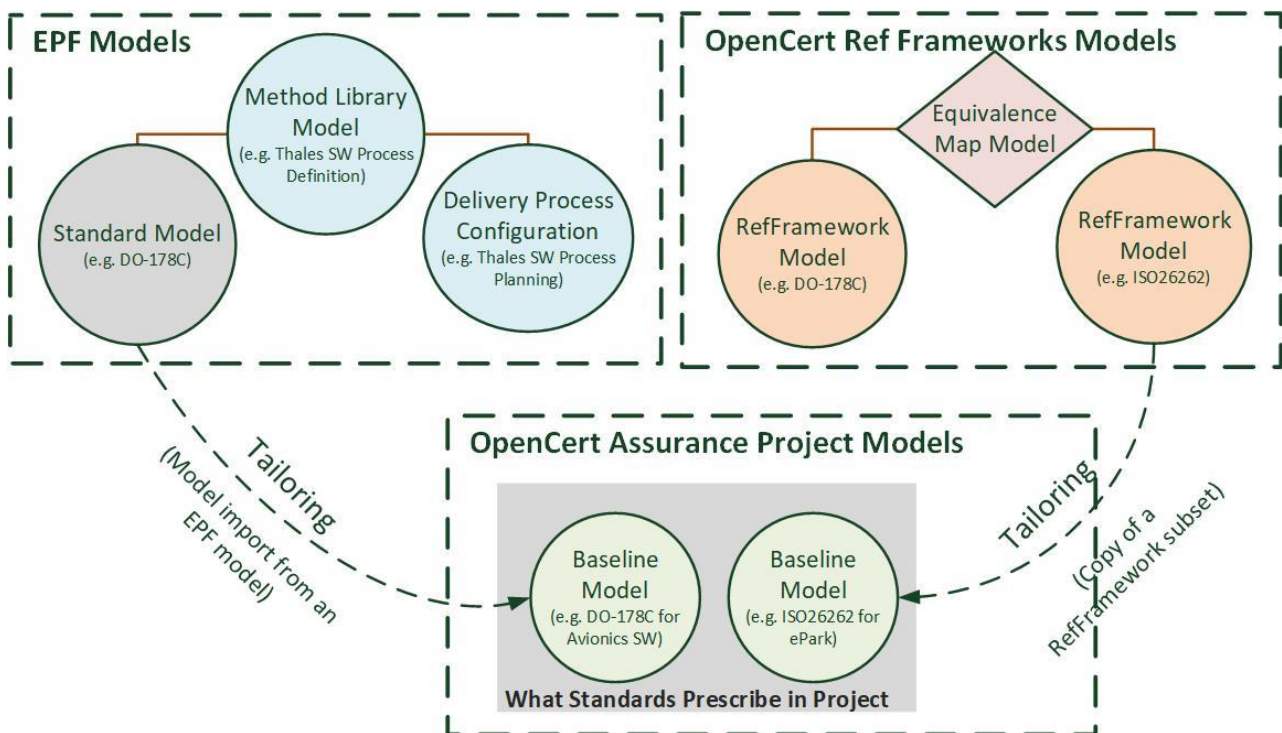 EPF Models
Method Library
Model
(e.g. Thales SW Process
Definition)
Standard Model
(e.g. DO-178C)
Delivery Process
Configuration
(e.g. Thales SW Process
Planning)
OpenCert Ref Frameworks Models
Equivalence
Map Model
RefFramework
Model
(e.g. DO-178C)
RefFramework
Model
(e.g. ISO26262)
Tailoring
(Model import from an
EPF model)
OpenCert Assurance Project Models
Baseline
Model
(e.g. DO-178C for
Avionics SW)
Baseline
Model
(e.g. ISO26262 for
ePark)
What Standards Prescribe in Project
Tailoring
(Copy of a
RefFramework subset)